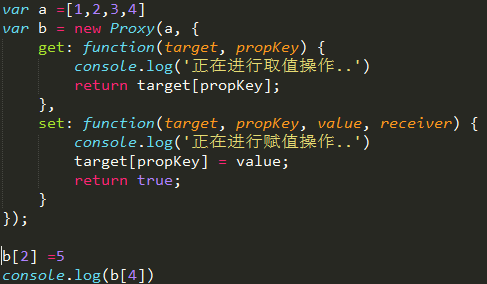 var a =[1,2,3,4]
var b = new Proxy(a, {
    get: function(target, propKey) {
        console.log('正在进行取值操作..')
        return target[propKey];
    },
    set: function(target, propKey, value, receiver) {
        console.log('正在进行赋值操作..')
        target[propKey] = value;
        return true;
    }
});

b[2] =5
console.log(b[4])